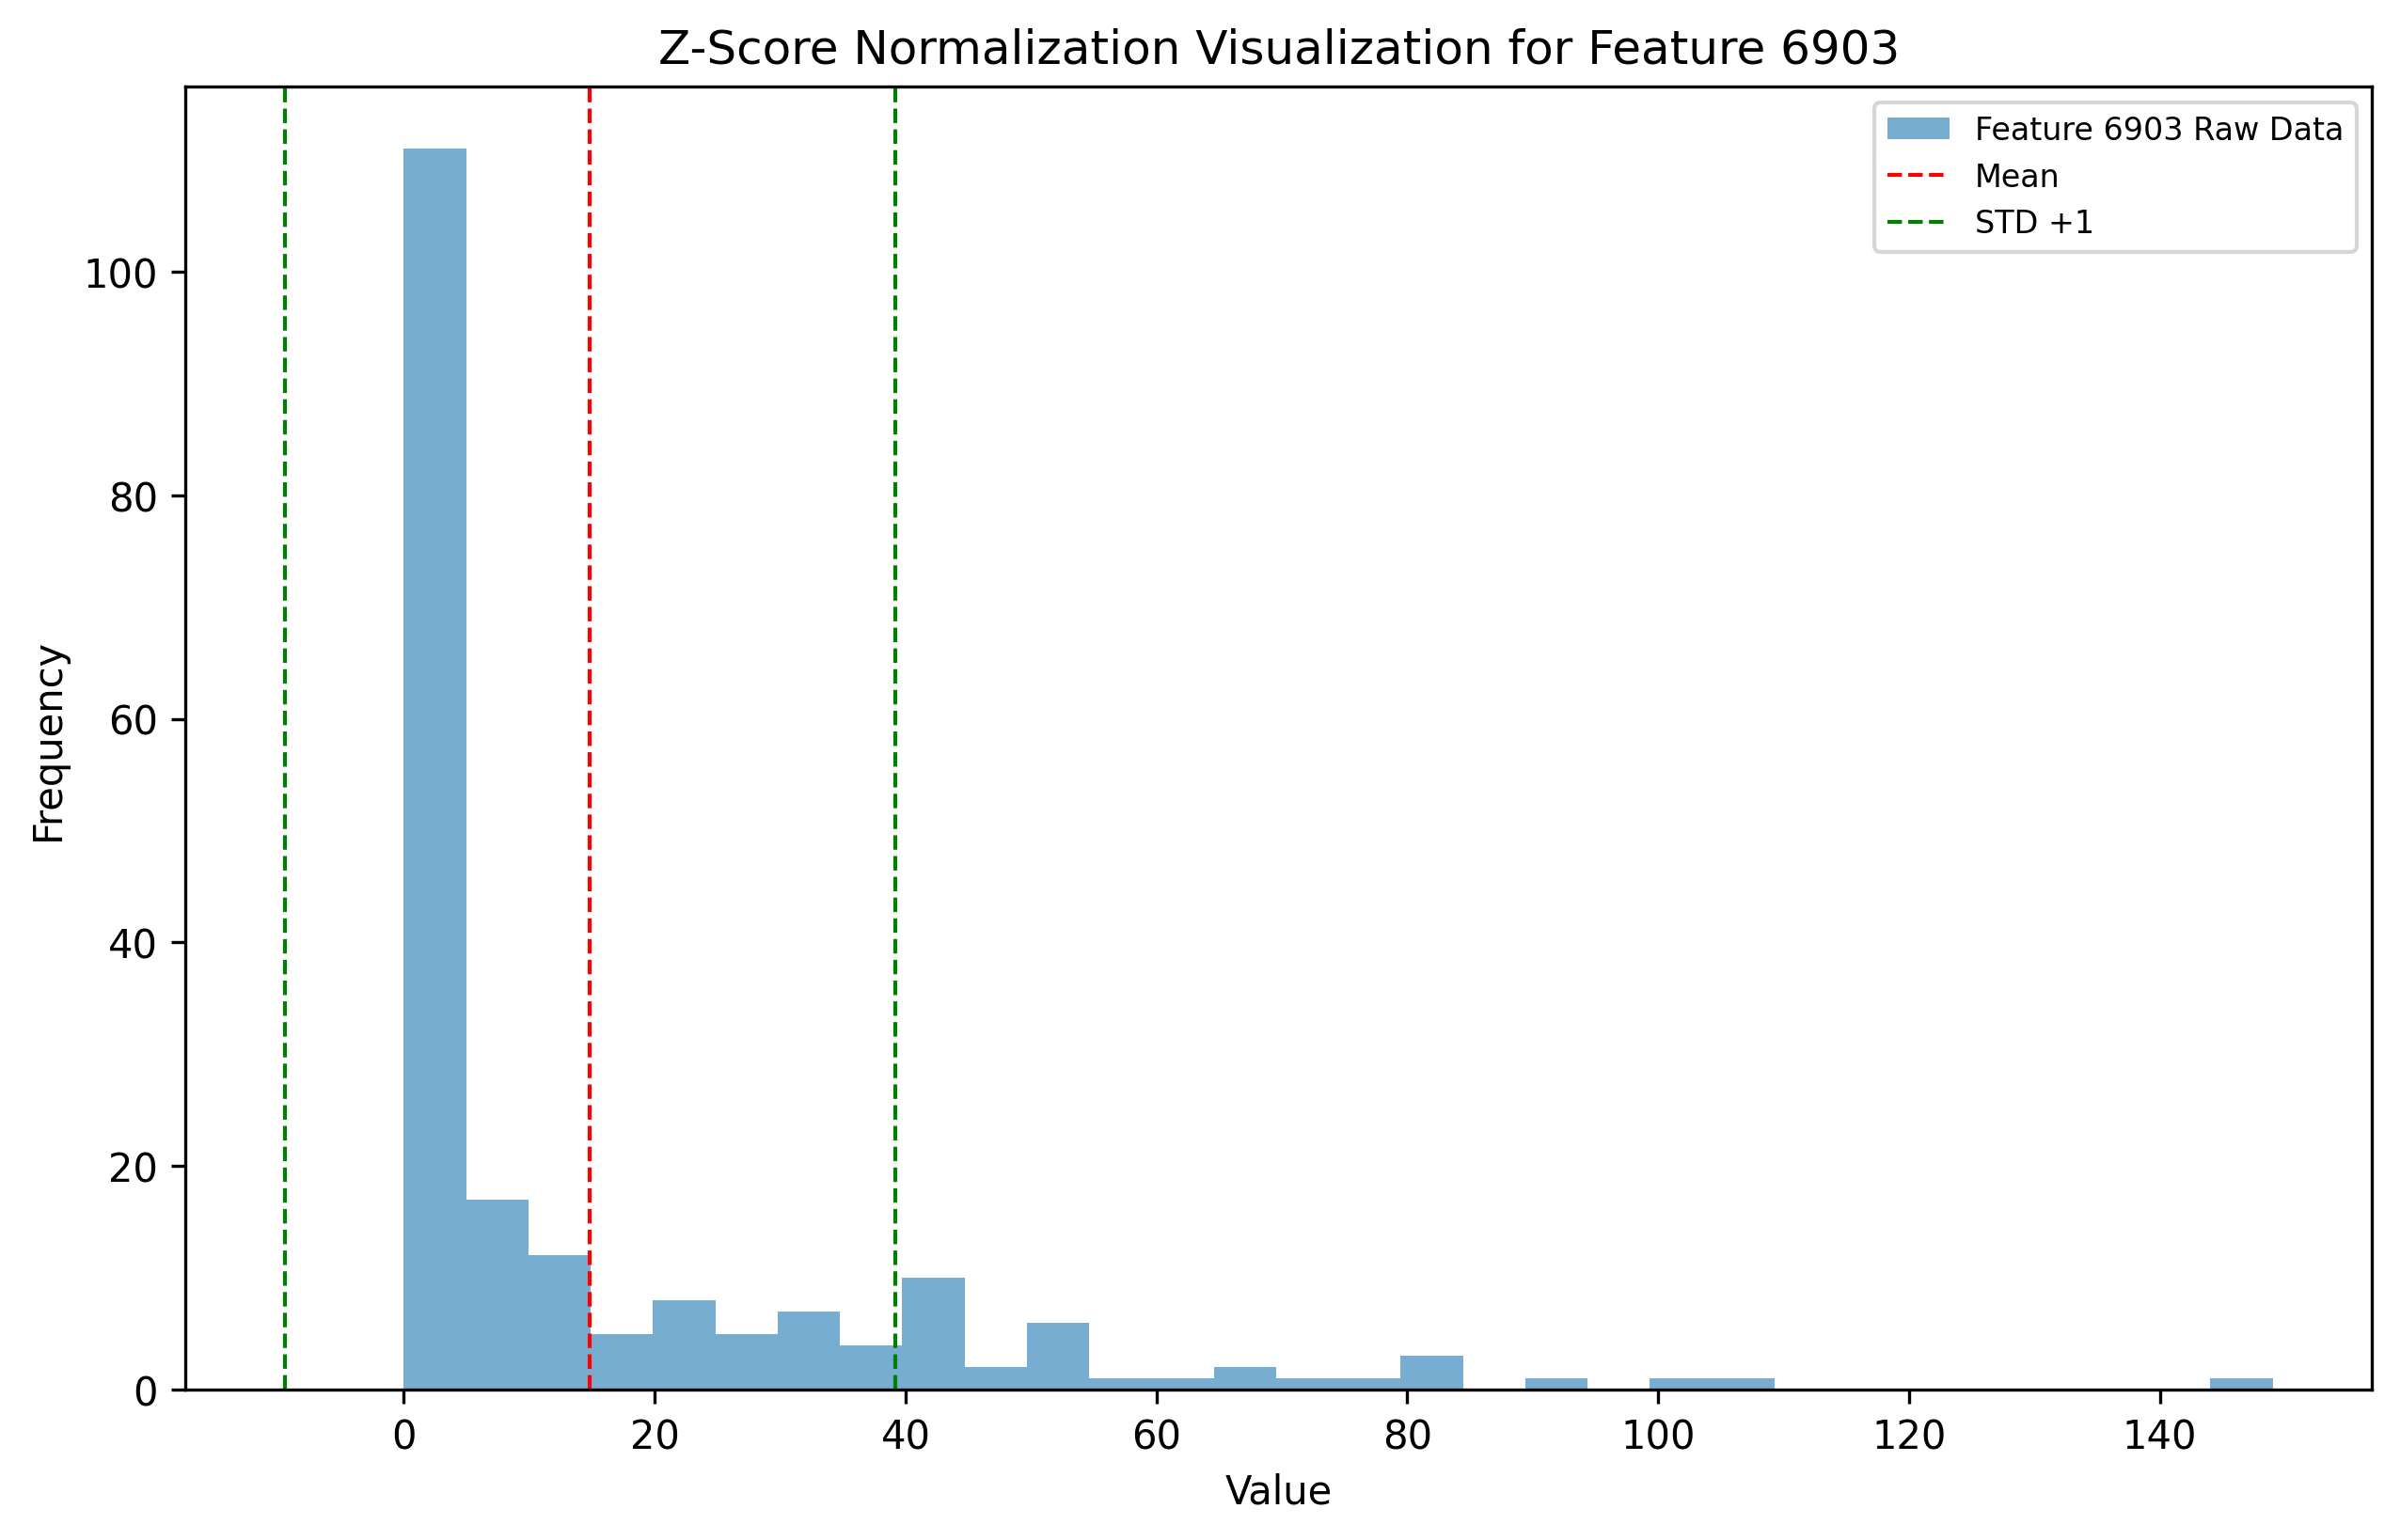 Z-Score Normalization Visualization for Feature 6903
Feature 6903 Raw Data
Mean
STD +1
Frequency
100
80
60
40
20
0
0 20 40 60 80 100 120 140
Value